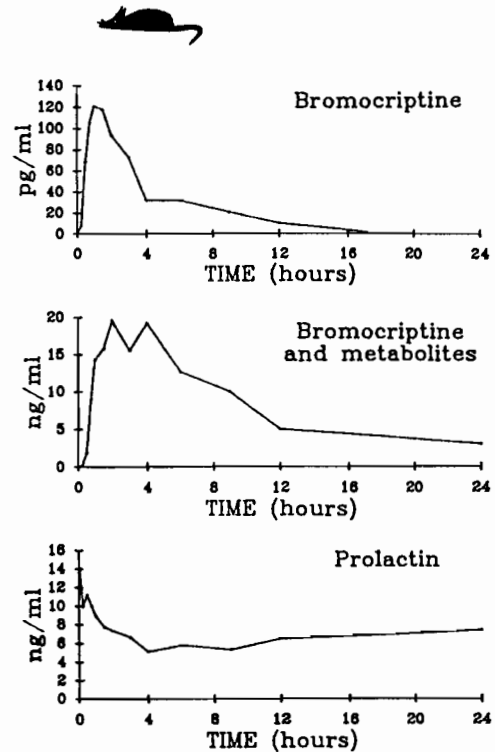 Bromocriptine
140
120
100
80
60
40
20
0
pg/ml
0 4 8 12 16 20 24
TIME (hours)
Bromocriptine
and metabolites
20
15
10
5
0
ng/ml
0 4 8 12 16 20 24
TIME (hours)
Prolactin
16
14
12
10
8
6
4
2
0
ng/ml
0 4 8 12 16 20 24
TIME (hours)